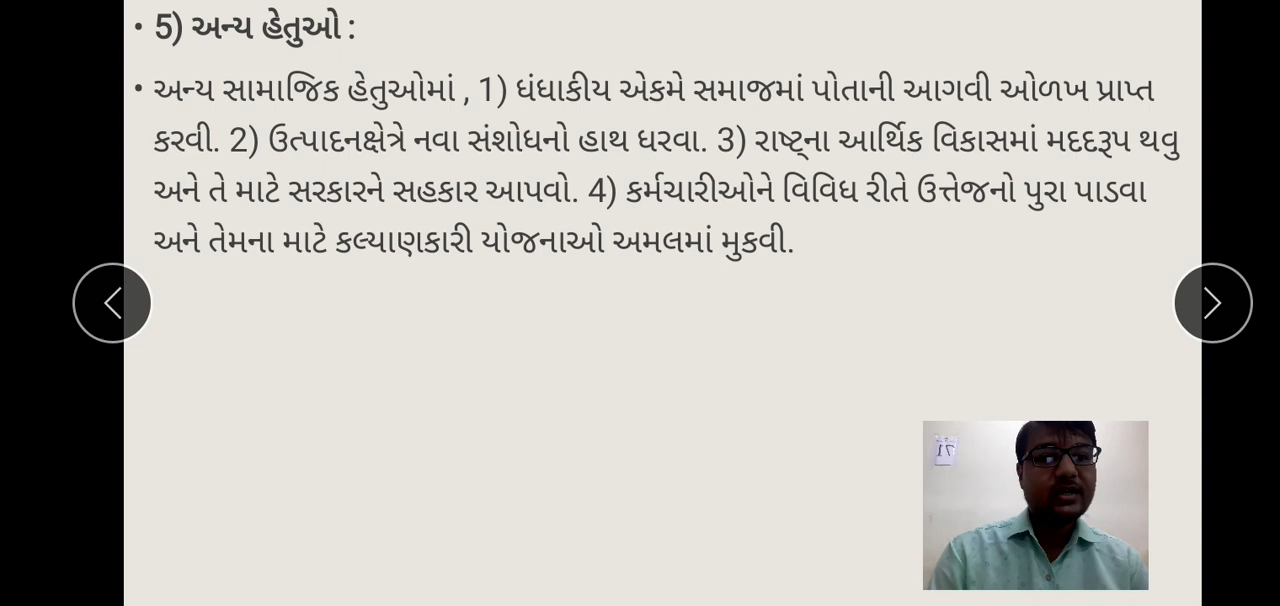 • 5) અન્ય હેતુઓ :
• અન્ય સામાજિક હેતુઓમાં , 1) ધંધાકીય એકમે સમાજમાં પોતાની આગવી ઓળખ પ્રાપ્ત
કરવી. 2) ઉત્પાદનક્ષેત્રે નવા સંશોધનો હાથ ધરવા. 3) રાષ્ટ્ના આર્થિક વિકાસમાં મદદરૂપ થવુ
અને તે માટે સરકારને સહકાર આપવો. 4) કર્મચારીઓને વિવિધ રીતે ઉત્તેજનો પુરા પાડવા
અને તેમના માટે કલ્યાણકારી યોજનાઓ અમલમાં મુકવી.